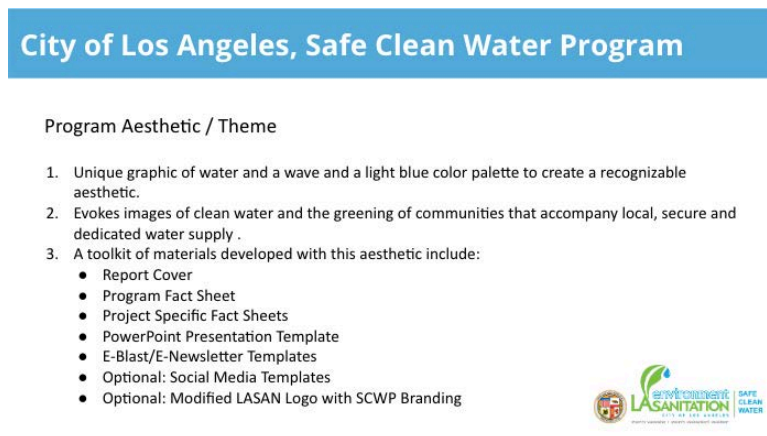 City of Los Angeles, Safe Clean Water Program
Program Aesthetic / Theme
1. Unique graphic of water and a wave and a light blue color palette to create a recognizable
aesthetic.
2. Evokes images of clean water and the greening of communities that accompany local, secure and
dedicated water supply .
3. A toolkit of materials developed with this aesthetic include:
● Report Cover
● Program Fact Sheet
● Project Specific Fact Sheets
● PowerPoint Presentation Template
● E-Blast/E-Newsletter Templates
● Optional: Social Media Templates
● Optional: Modified LASAN Logo with SCWP Branding
environment
LASANITATION
CITY OF LOS ANGELES
SAFE
CLEAN
WATER